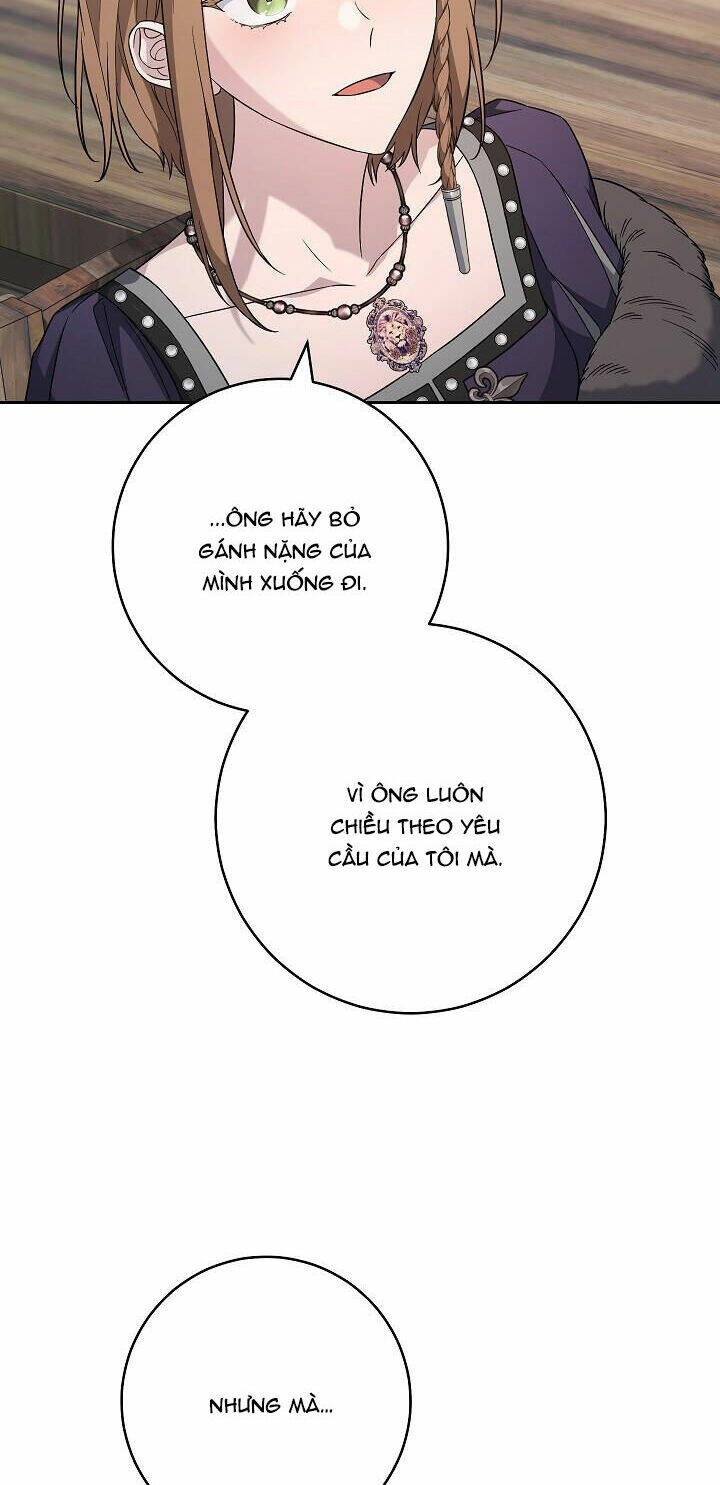 ...ÔNG HÃY BỎ
GÁNH NẶNG CỦA
MÌNH XUỐNG ĐI.
VÌ ÔNG LUÔN
CHIỀU THEO YÊU
CẦU CỦA TÔI MÀ.
NHƯNG MÀ...